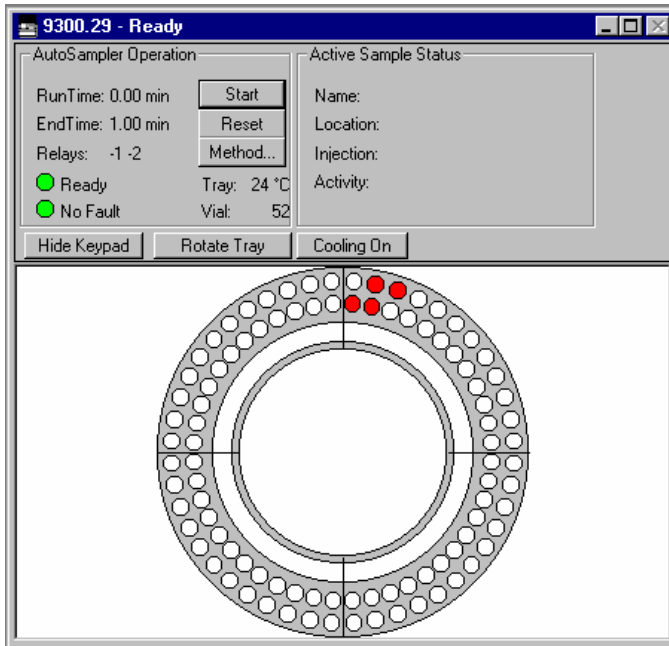 9300.29 - Ready
AutoSampler Operation
RunTime: 0.00 min
Start
EndTime: 1.00 min
Reset
Relays: -1 -2
Method...
Ready
Tray: 24 °C
No Fault
Vial: 52
Active Sample Status
Name:
Location:
Injection:
Activity:
Hide Keypad
Rotate Tray
Cooling On